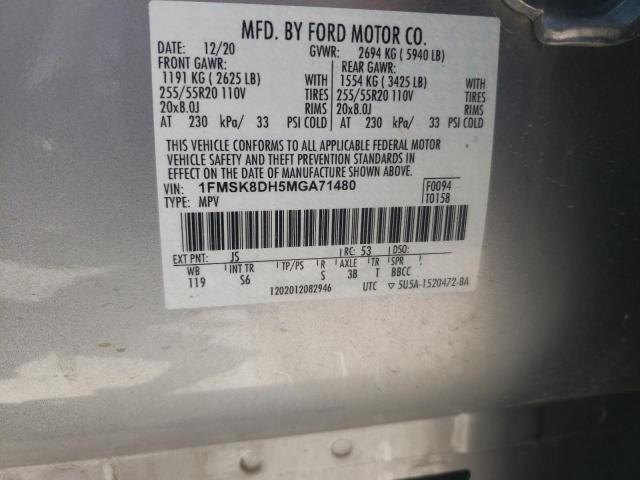 MFD. BY FORD MOTOR CO.
DATE: 12/20 GVWR: 2694 KG ( 5940 LB)
FRONT GAWR: REAR GAWR:
1191 KG ( 2625 LB) WITH 1554 KG ( 3425 LB) WITH
255/55R20 110V TIRES 255/55R20 110V TIRES
20x8.0J RIMS 20x8.0J RIMS
AT 230 kPa/ 33 PSI COLD AT 230 kPa/ 33 PSI COLD
THIS VEHICLE CONFORMS TO ALL APPLICABLE FEDERAL MOTOR
VEHICLE SAFETY AND THEFT PREVENTION STANDARDS IN
EFFECT ON THE DATE OF MANUFACTURE SHOWN ABOVE.
VIN: 1FMSK8DH5MGA71480 F0094
TYPE: MPV T0158
EXT PNT: JS RC: 53 DSO:
WB INT TR TP/PS R AXLE TR SPR
119 S6 S 3B T BBCC
1202012082946 UTC ▽ 5U5A-1520472-BA